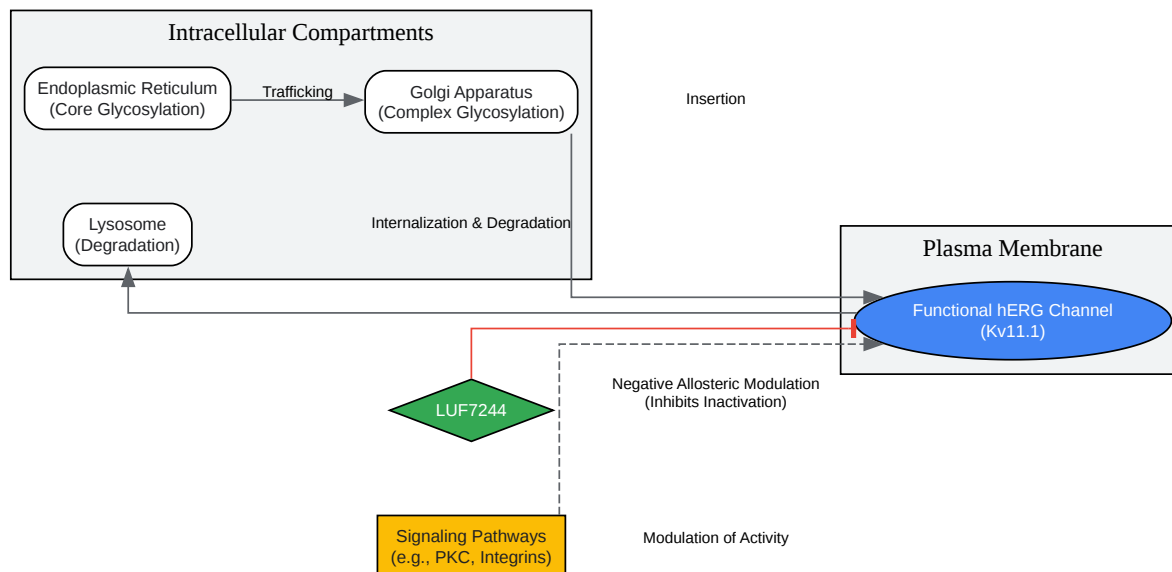 Intracellular Compartments
Endoplasmic Reticulum
(Core Glycosylation)
Trafficking
Golgi Apparatus
(Complex Glycosylation)
Insertion
Lysosome
(Degradation)
Internalization & Degradation
Plasma Membrane
Functional hERG Channel
(Kv11.1)
LUF7244
Negative Allosteric Modulation
(Inhibits Inactivation)
Signaling Pathways
(e.g., PKC, Integrins)
Modulation of Activity